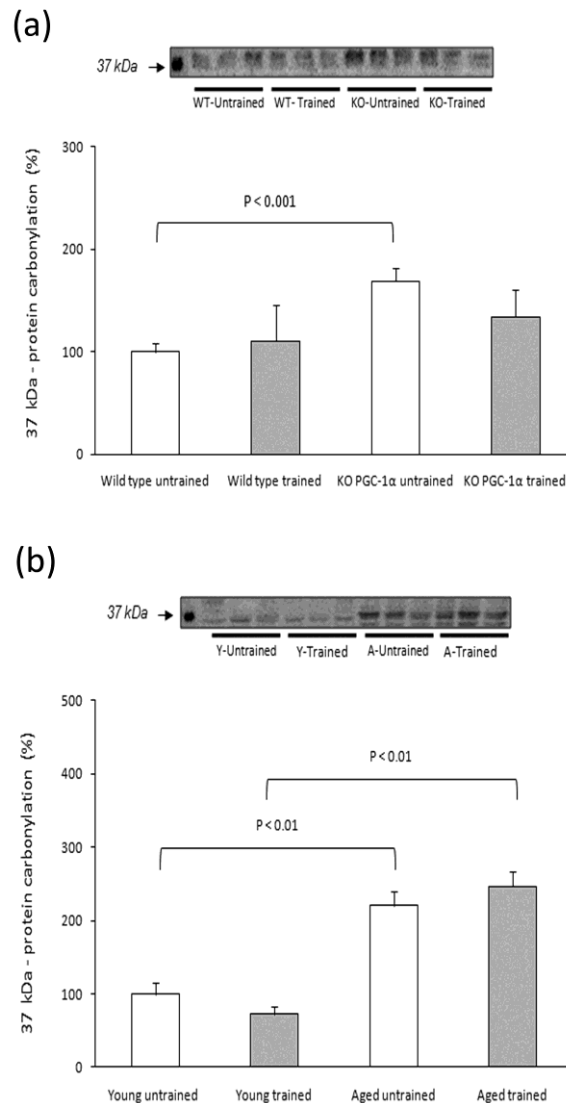 (a)
37 kDa
WT-Untrained WT- Trained KO-Untrained KO-Trained
37 kDa - protein carbonylation (%)
300
P < 0.001
200
100
0
Wild type untrained Wild type trained KO PGC-1α untrained KO PGC-1α trained
(b)
37 kDa
Y-Untrained Y-Trained A-Untrained A-Trained
37 kDa - protein carbonylation (%)
500
400
P < 0.01
300
P < 0.01
200
100
0
Young untrained Young trained Aged untrained Aged trained